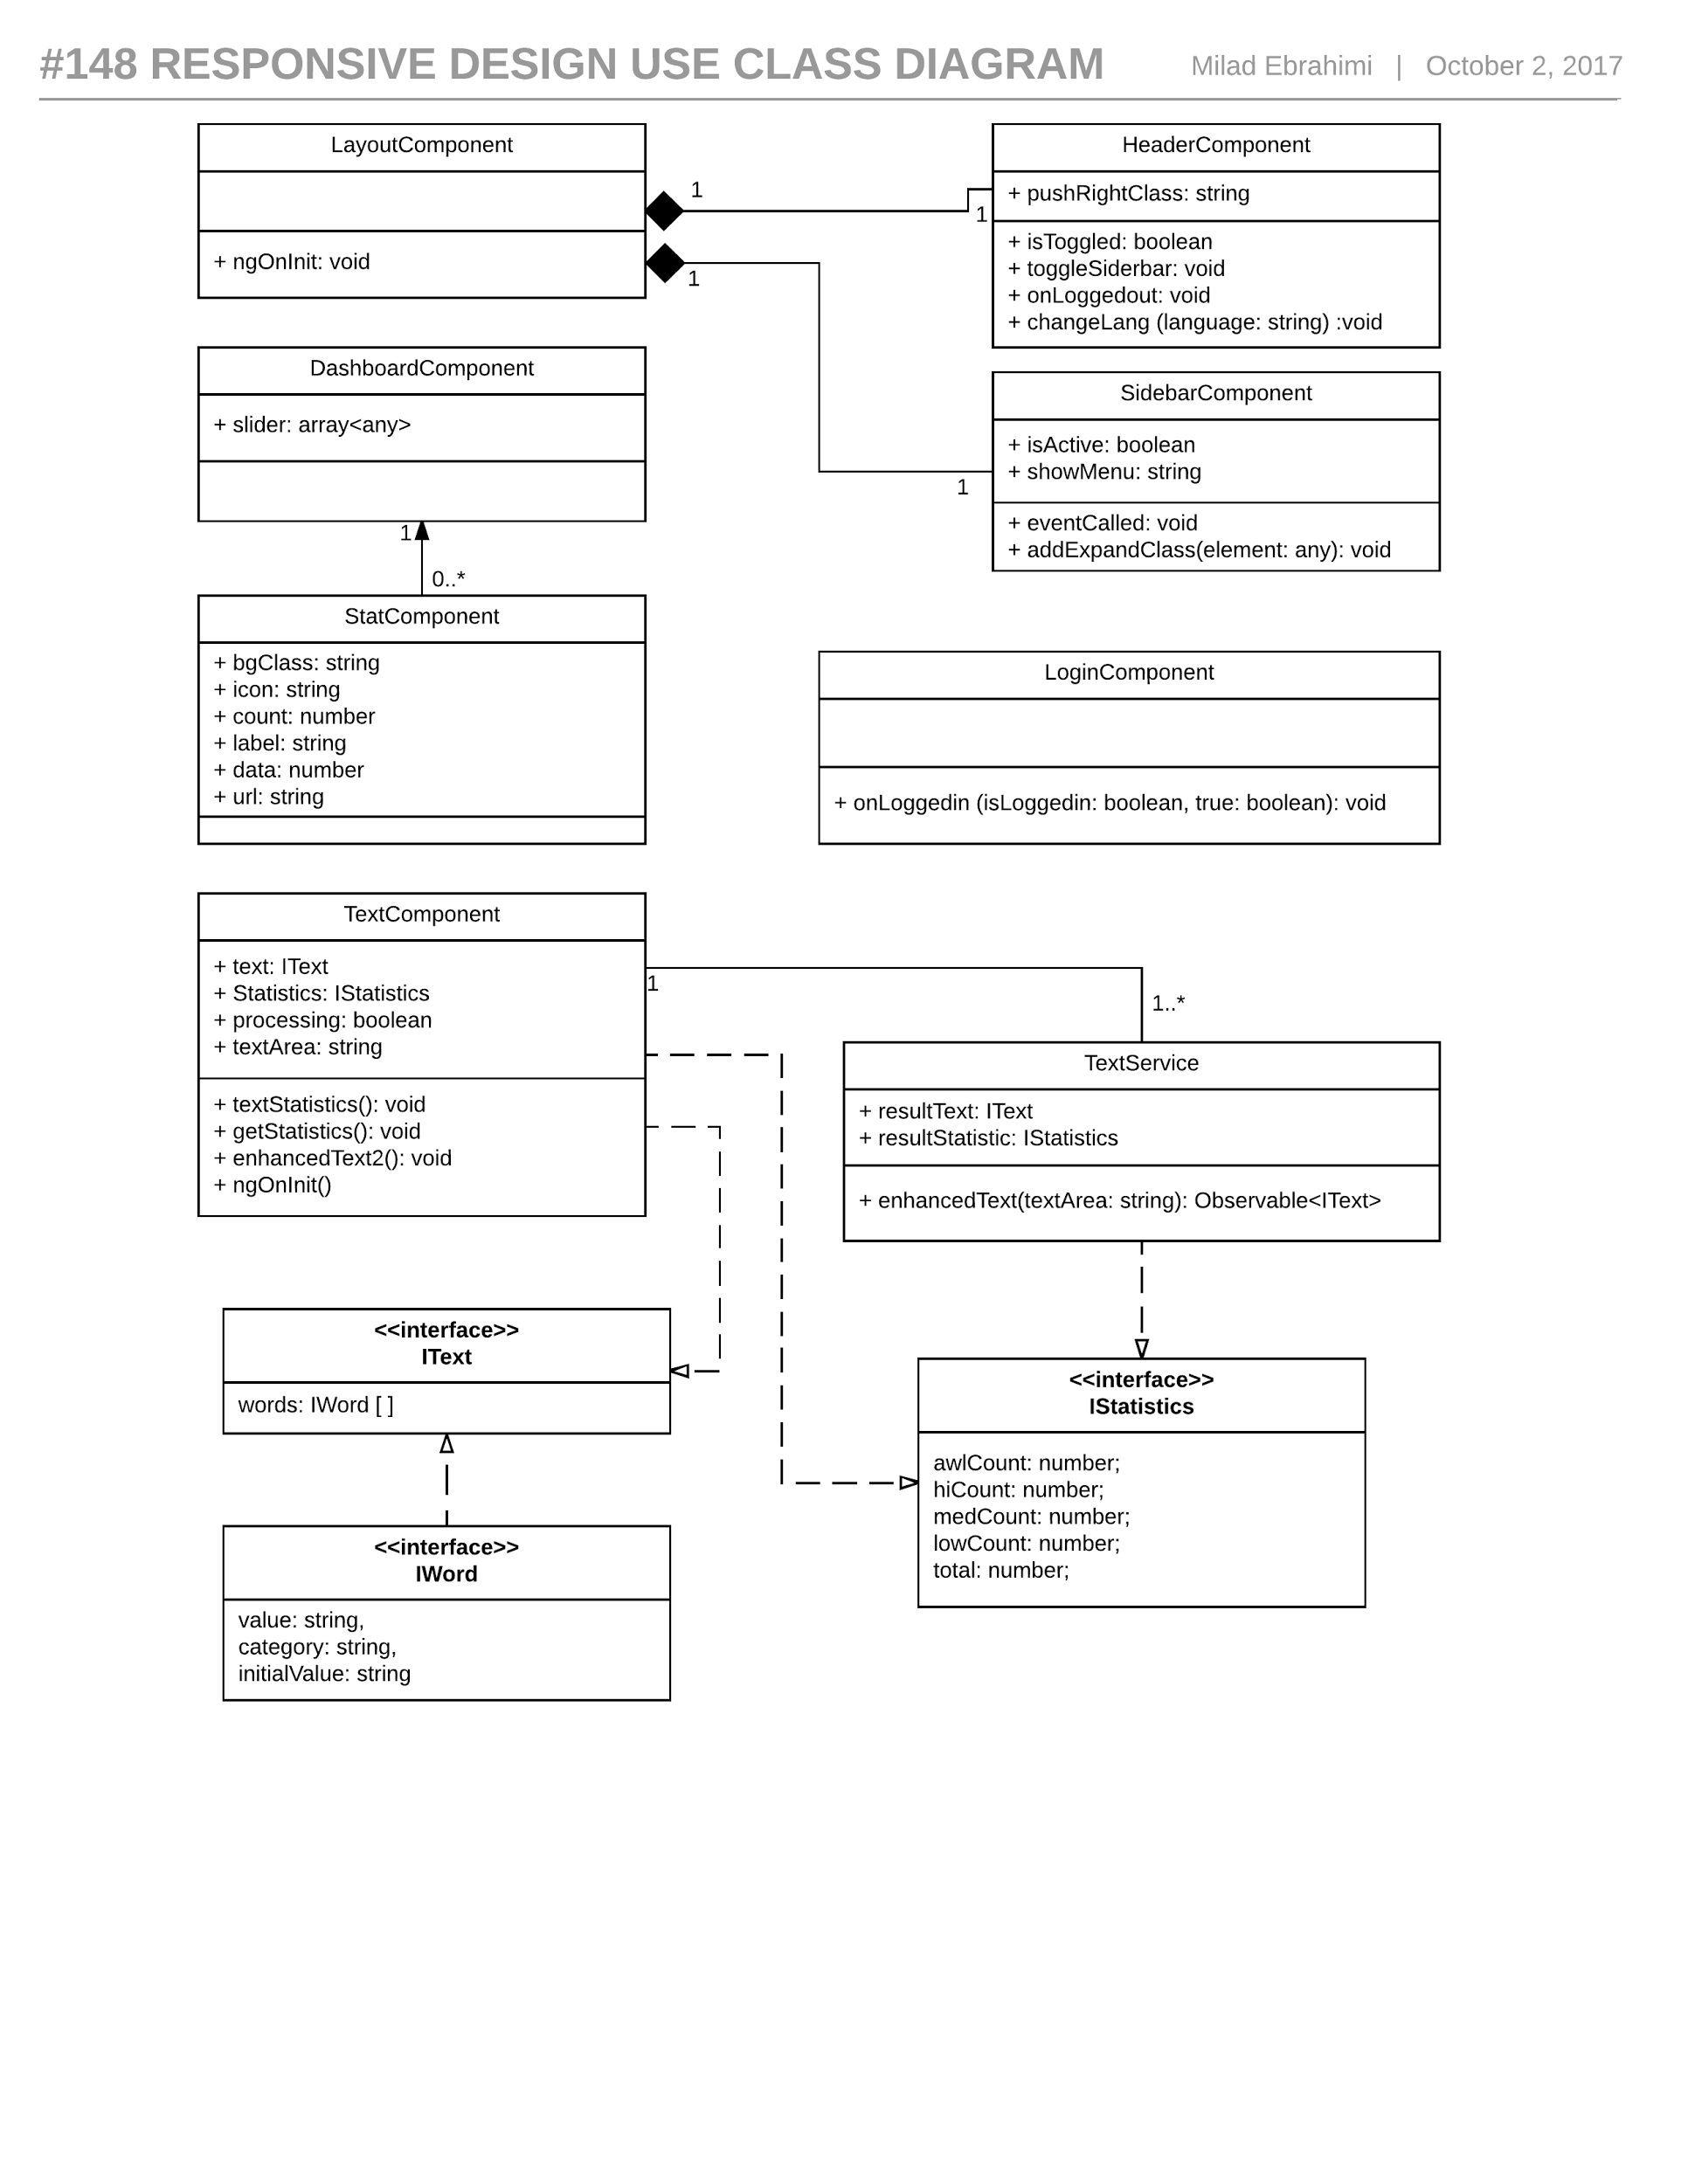 #148 RESPONSIVE DESIGN USE CLASS DIAGRAM
Milad Ebrahimi | October 2, 2017
LayoutComponent
+ ngOnInit: void
1
1
1
1
HeaderComponent
+ pushRightClass: string
+ isToggled: boolean
+ toggleSiderbar: void
+ onLoggedout: void
+ changeLang (language: string) :void
DashboardComponent
+ slider: array<any>
SidebarComponent
+ isActive: boolean
+ showMenu: string
+ eventCalled: void
+ addExpandClass(element: any): void
1
0..*
StatComponent
+ bgClass: string
+ icon: string
+ count: number
+ label: string
+ data: number
+ url: string
LoginComponent
+ onLoggedin (isLoggedin: boolean, true: boolean): void
TextComponent
+ text: IText
+ Statistics: IStatistics
+ processing: boolean
+ textArea: string
+ textStatistics(): void
+ getStatistics(): void
+ enhancedText2(): void
+ ngOnInit()
1
1..*
TextService
+ resultText: IText
+ resultStatistic: IStatistics
+ enhancedText(textArea: string): Observable<IText>
<<interface>>
IText
words: IWord [ ]
<<interface>>
IStatistics
awlCount: number;
hiCount: number;
medCount: number;
lowCount: number;
total: number;
<<interface>>
IWord
value: string,
category: string,
initialValue: string